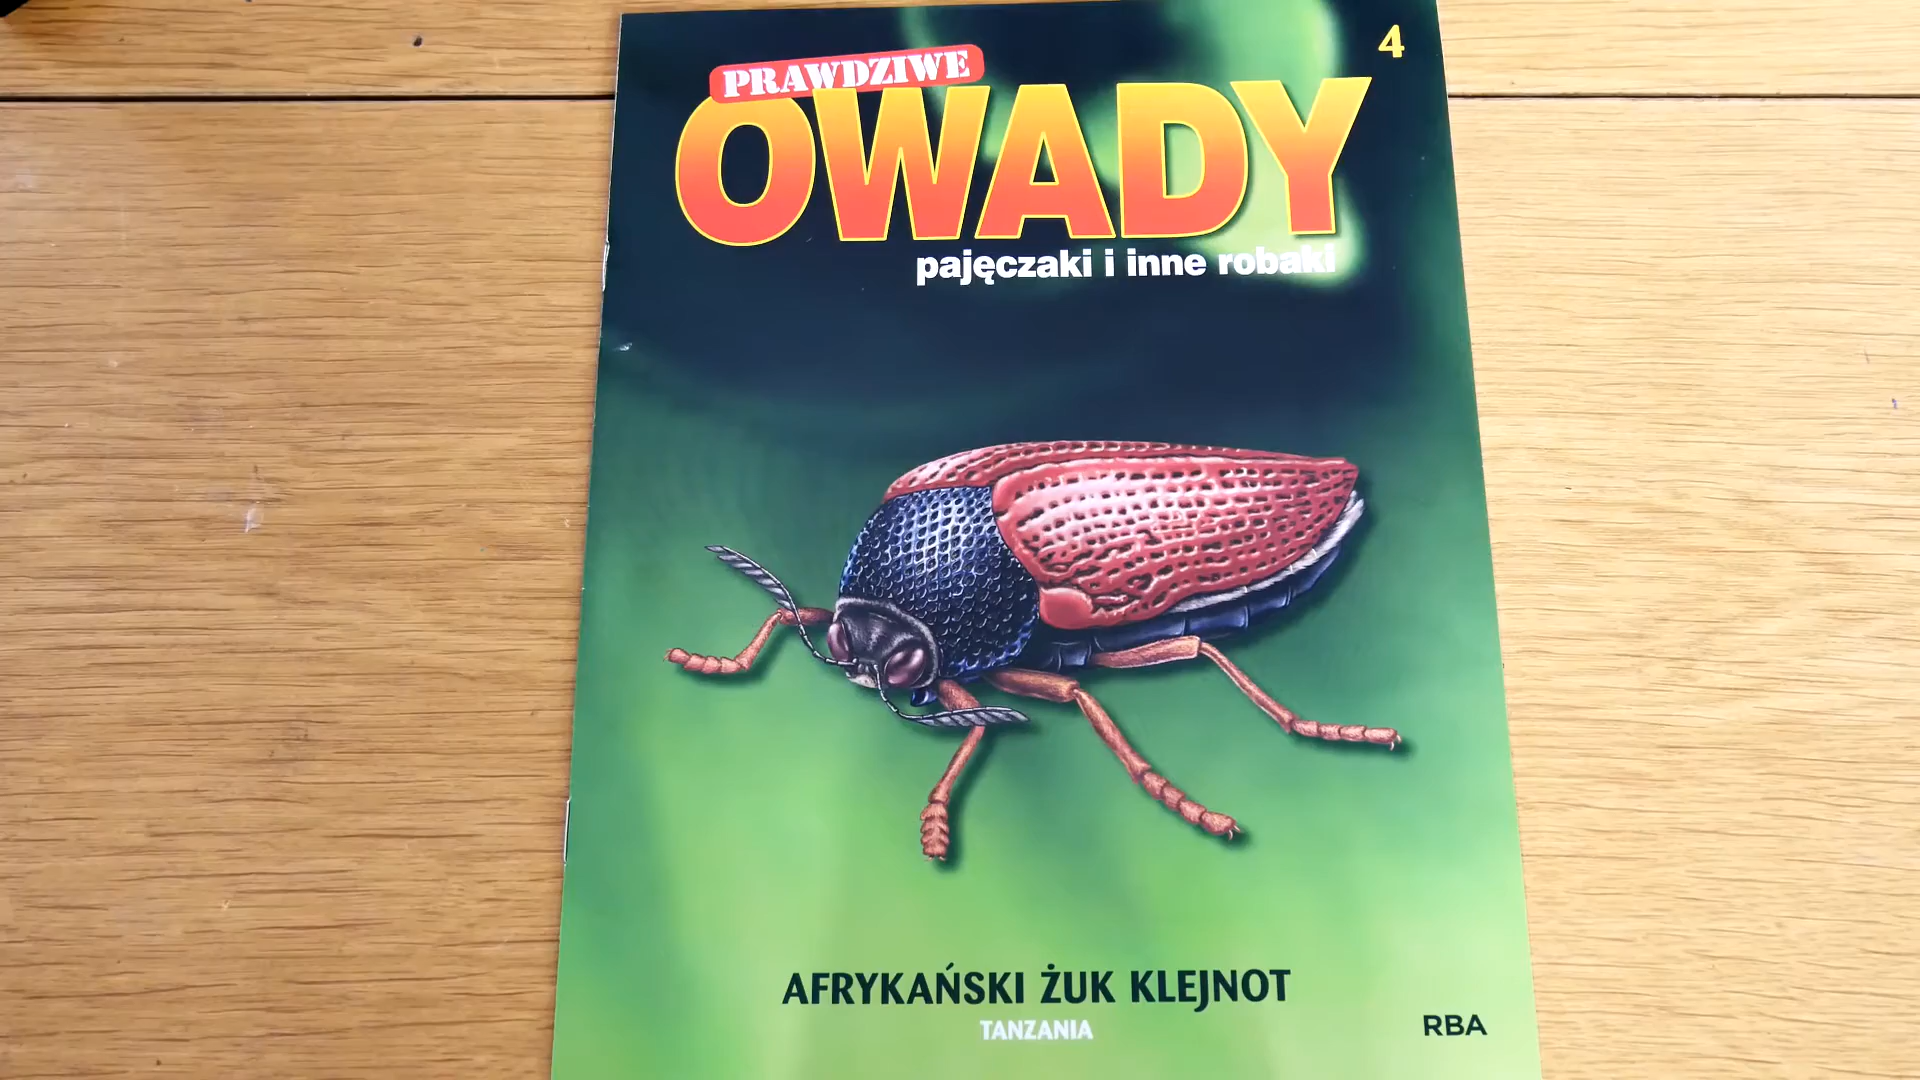 4
PRAWDZIWE
OWADY
pajęczaki i inne robaki
AFRYKAŃSKI ŻUK KLEJNOT
TANZANIA
RBA